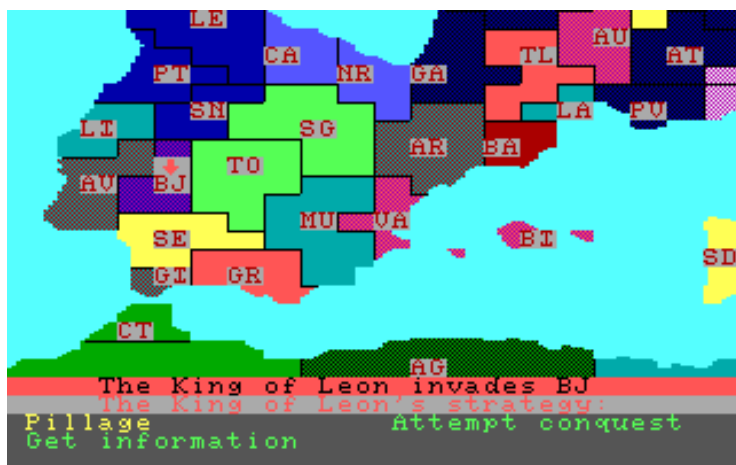 LE
AU
CA
TL
AT
PT
NR
GA
SN
LA
PV
LI
SG
AR
BA
TO
AV
BJ
MU
VA
SE
BI
SD
GI
GR
CT
AG
The King of Leon invades BJ
The King of Leon's strategy:
Pillage
Attempt conquest
Get information